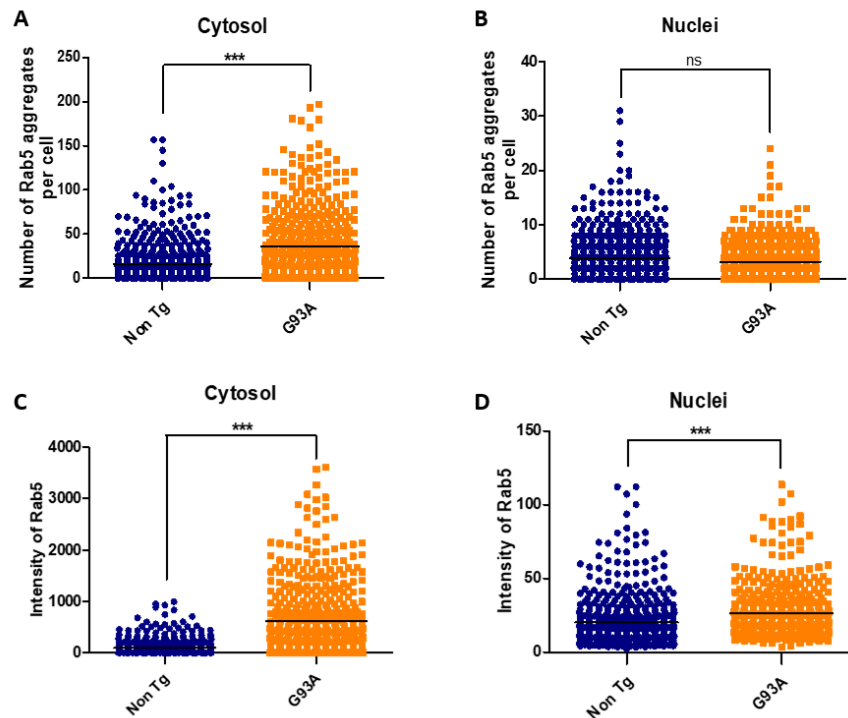 A
Cytosol
***
Number of Rab5 aggregates
per cell
250
200
150
100
50
0
Non Tg
G93A
B
Nuclei
ns
Number of Rab5 aggregates
per cell
40
30
20
10
0
Non Tg
G93A
C
Cytosol
***
Intensity of Rab5
4000
3000
2000
1000
0
Non Tg
G93A
D
Nuclei
***
Intensity of Rab5
150
100
50
0
Non Tg
G93A